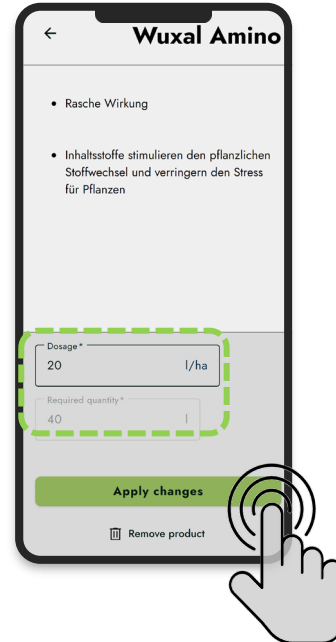 Wuxal Amino
Rasche Wirkung
Inhaltsstoffe stimulieren den pflanzlichen
Stoffwechsel und verringern den Stress
für Pflanzen
Dosage*
20 l/ha
Required quantity*
40 l
Apply changes
Remove product